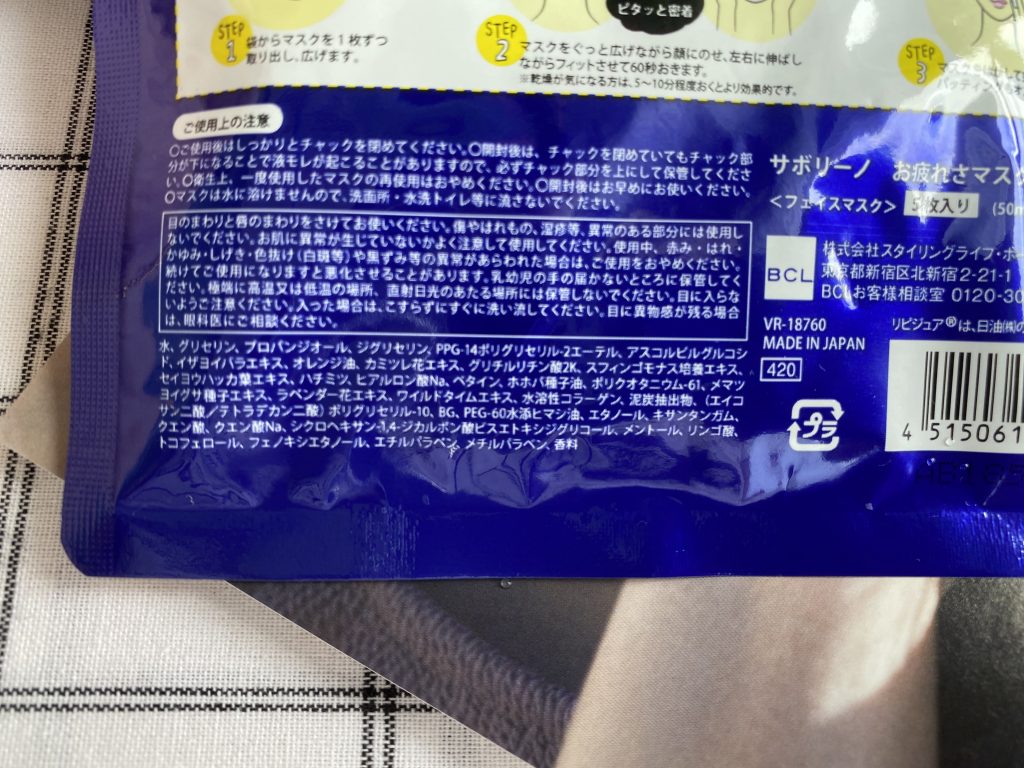 ピタッと密着
STEP 1
袋からマスクを1枚ずつ
取り出し、広げます。
STEP 2
マスクをぐっと広げながら顔にのせ、左右に伸ばし
ながらフィットさせて60秒おきます。
※乾燥が気になる方は、5〜10分程度おくとより効果的です。
STEP 3
ご使用上の注意
○ご使用後はしっかりとチャックを閉めてください。○開封後は、チャックを閉めていてもチャック部
分が下になることで液モレが起こることがありますので、必ずチャック部分を上にして保管してくださ
い。○衛生上、一度使用したマスクの再使用はおやめください。○開封後はお早めにお使いください。
○マスクは水に溶けませんので、洗面所・水洗トイレ等に流さないでください。
目のまわりと唇のまわりをさけてお使いください。傷やはれもの、湿疹等、異常のある部分には使用し
ないでください。お肌に異常が生じていないかよく注意して使用してください。使用中、赤み・はれ・
かゆみ・しげき・色抜け(白斑等)や黒ずみ等の異常があらわれた場合は、ご使用をおやめください。
続けてご使用になりますと悪化させることがあります。乳幼児の手の届かないところに保管してくださ
い。極端に高温又は低温の場所、直射日光のあたる場所には保管しないでください。目に入らな
いようご注意ください。入った場合は、こすらずにすぐに洗い流してください。目に異物感が残る場合
は、眼科医にご相談ください。
水、グリセリン、プロパンジオール、ジグリセリン、PPG-14ポリグリセリル-2エーテル、アスコルビルグルコシ
ド、イザヨイバラエキス、オレンジ油、カミツレ花エキス、グリチルリチン酸2K、スフィンゴモナス培養エキス、
セイヨウハッカ葉エキス、ハチミツ、ヒアルロン酸Na、ベタイン、ホホバ種子油、ポリクオタニウム-61、メマツ
ヨイグサ種子エキス、ラベンダー花エキス、ワイルドタイムエキス、水溶性コラーゲン、泥炭抽出物、(エイコ
サン二酸/テトラデカン二酸)ポリグリセリル-10、BG、PEG-60水添ヒマシ油、エタノール、キサンタンガム、
クエン酸、クエン酸Na、シクロヘキサン-1,4-ジカルボン酸ビスエトキシジグリコール、メントール、リンゴ酸、
トコフェロール、フェノキシエタノール、エチルパラベン、メチルパラベン、香料
サボリーノ お疲れさマスク
<フェイスマスク> 5枚入り (50m
BCL
株式会社スタイリングライフ・ホー
東京都新宿区北新宿2-21-1
BCLお客様相談室 0120-30
VR-18760
リピジュア®は、日油㈱の
MADE IN JAPAN
420
プラ
4 515061